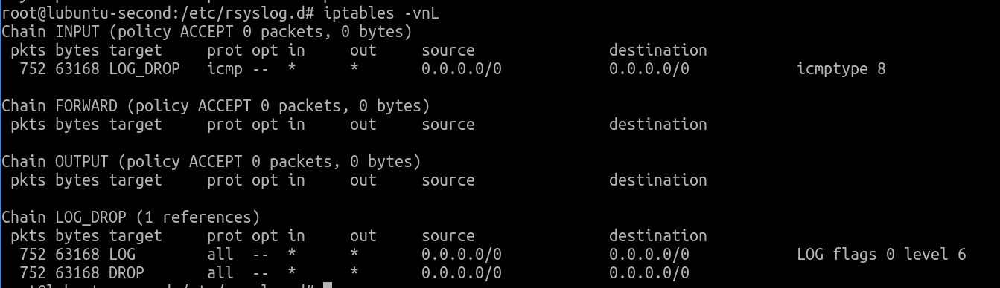 root@lubuntu-second:/etc/rsyslog.d# iptables -vnL
Chain INPUT (policy ACCEPT 0 packets, 0 bytes)
 pkts bytes target     prot opt in     out     source               destination
  752 63168 LOG_DROP   icmp --  *      *       0.0.0.0/0            0.0.0.0/0            icmptype 8

Chain FORWARD (policy ACCEPT 0 packets, 0 bytes)
 pkts bytes target     prot opt in     out     source               destination

Chain OUTPUT (policy ACCEPT 0 packets, 0 bytes)
 pkts bytes target     prot opt in     out     source               destination

Chain LOG_DROP (1 references)
 pkts bytes target     prot opt in     out     source               destination
  752 63168 LOG        all  --  *      *       0.0.0.0/0            0.0.0.0/0            LOG flags 0 level 6
  752 63168 DROP       all  --  *      *       0.0.0.0/0            0.0.0.0/0